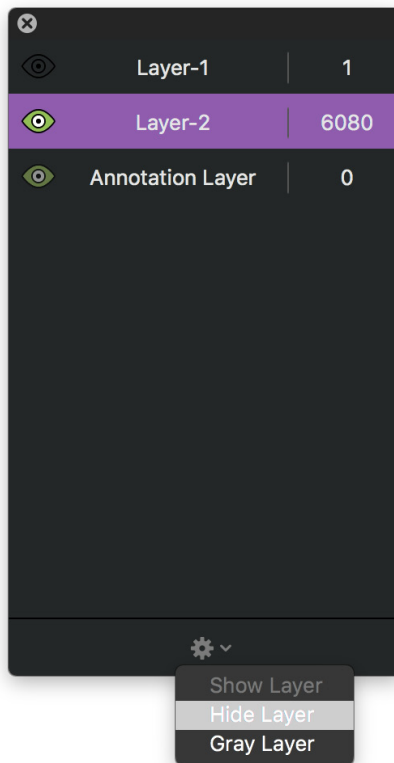 Layer-1 1
Layer-2 6080
Annotation Layer 0
Show Layer
Hide Layer
Gray Layer